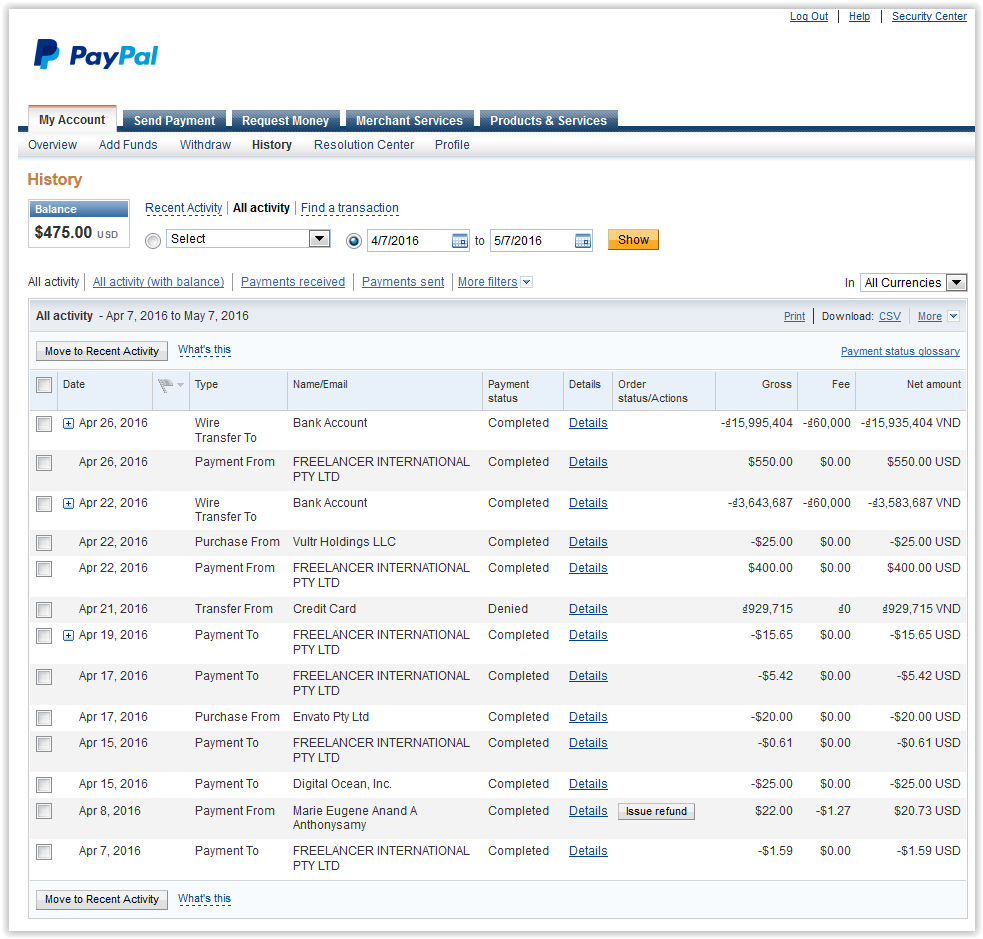 Log Out Help Security Center
PayPal
My Account Send Payment Request Money Merchant Services Products & Services
Overview Add Funds Withdraw History Resolution Center Profile
History
Balance
$475.00 USD
Recent Activity All activity Find a transaction
Select 4/7/2016 to 5/7/2016 Show
All activity All activity (with balance) Payments received Payments sent More filters In All Currencies
All activity - Apr 7, 2016 to May 7, 2016 Print Download: CSV More
Move to Recent Activity What's this Payment status glossary
Date Type Name/Email Payment status Details Order status/Actions Gross Fee Net amount
Apr 26, 2016 Wire Transfer To Bank Account Completed Details -₫15,995,404 -₫60,000 -₫15,935,404 VND
Apr 26, 2016 Payment From FREELANCER INTERNATIONAL PTY LTD Completed Details $550.00 $0.00 $550.00 USD
Apr 22, 2016 Wire Transfer To Bank Account Completed Details -₫3,643,687 -₫60,000 -₫3,583,687 VND
Apr 22, 2016 Purchase From Vultr Holdings LLC Completed Details -$25.00 $0.00 -$25.00 USD
Apr 22, 2016 Payment From FREELANCER INTERNATIONAL PTY LTD Completed Details $400.00 $0.00 $400.00 USD
Apr 21, 2016 Transfer From Credit Card Denied Details ₫929,715 ₫0 ₫929,715 VND
Apr 19, 2016 Payment To FREELANCER INTERNATIONAL PTY LTD Completed Details -$15.65 $0.00 -$15.65 USD
Apr 17, 2016 Payment To FREELANCER INTERNATIONAL PTY LTD Completed Details -$5.42 $0.00 -$5.42 USD
Apr 17, 2016 Purchase From Envato Pty Ltd Completed Details -$20.00 $0.00 -$20.00 USD
Apr 15, 2016 Payment To FREELANCER INTERNATIONAL PTY LTD Completed Details -$0.61 $0.00 -$0.61 USD
Apr 15, 2016 Payment To Digital Ocean, Inc. Completed Details -$25.00 $0.00 -$25.00 USD
Apr 8, 2016 Payment From Marie Eugene Anand A Anthonysamy Completed Details Issue refund $22.00 -$1.27 $20.73 USD
Apr 7, 2016 Payment To FREELANCER INTERNATIONAL PTY LTD Completed Details -$1.59 $0.00 -$1.59 USD
Move to Recent Activity What's this